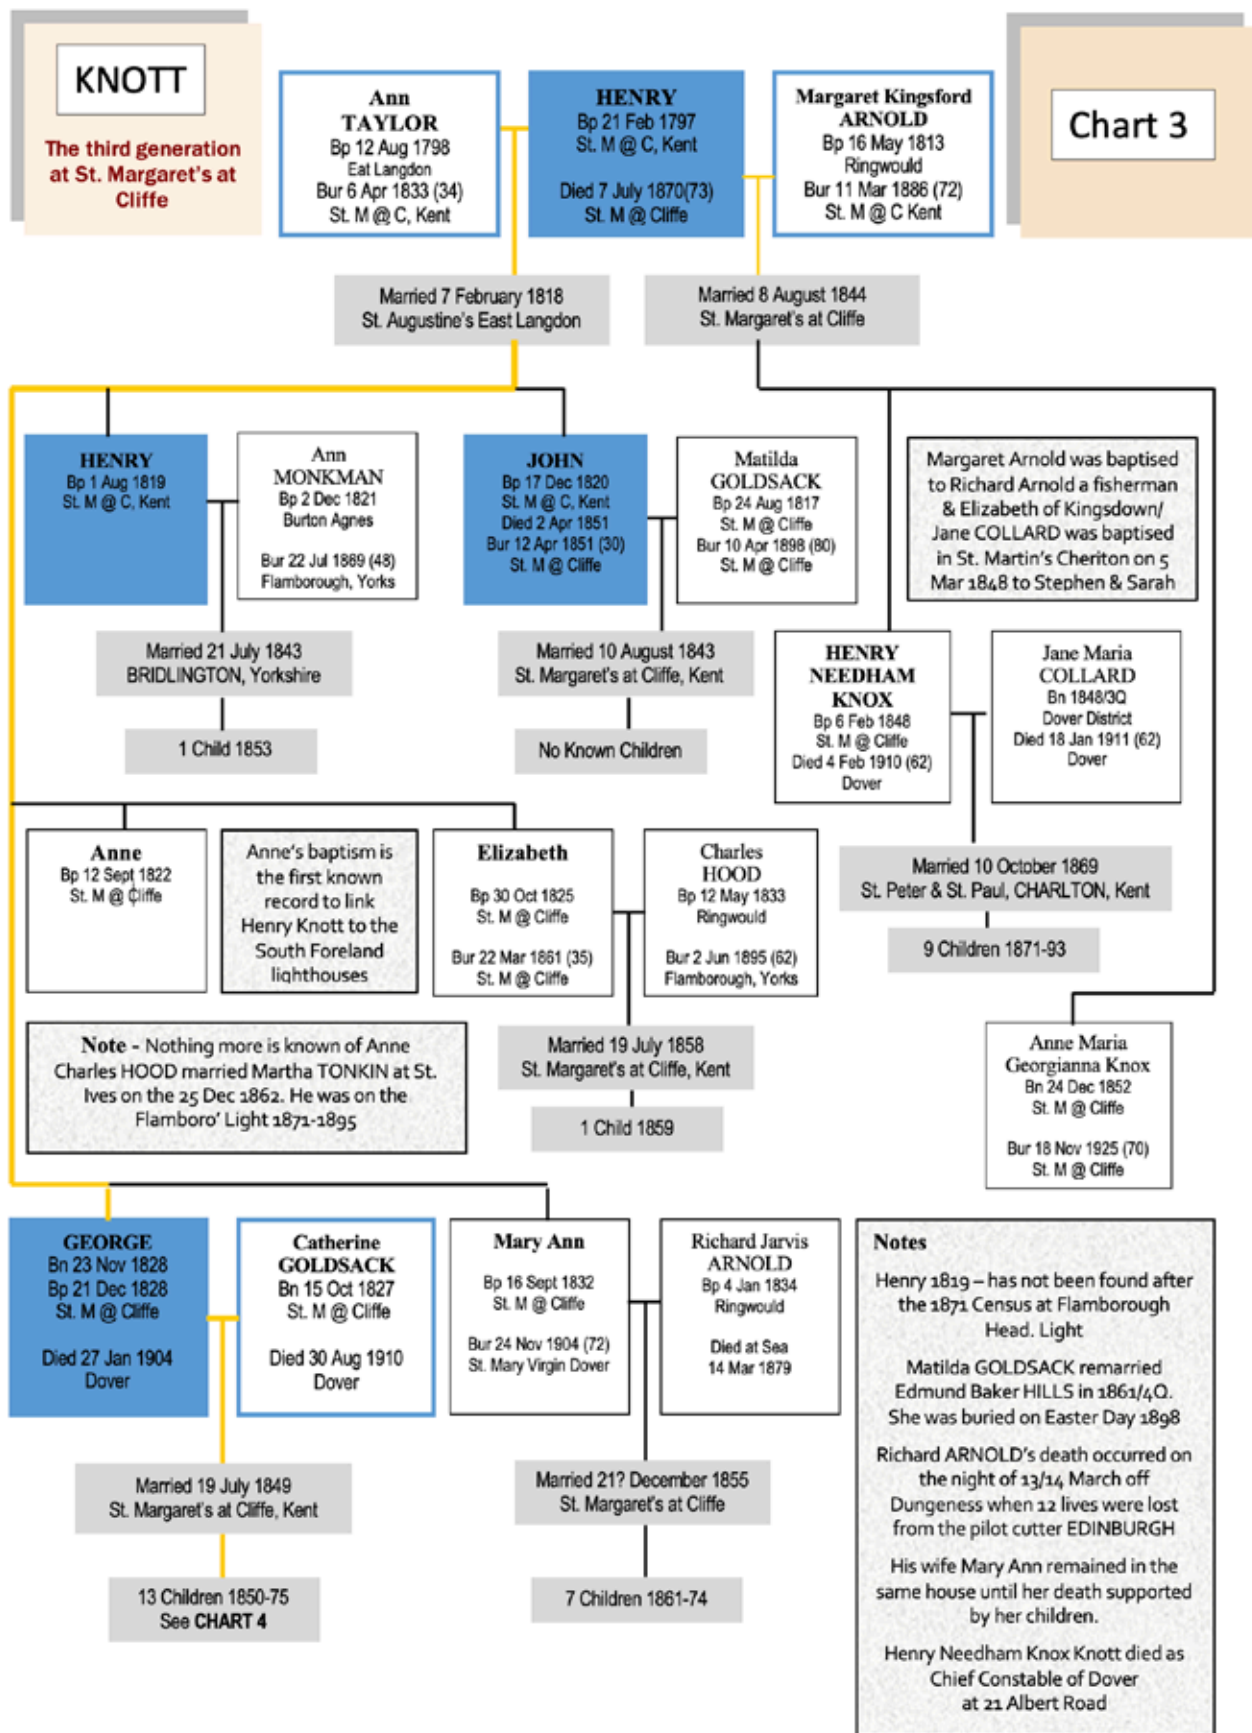 KNOTT
The third generation
at St. Margaret's at
Cliffe
Ann
TAYLOR
Bp 12 Aug 1798
Eat Langdon
Bur 6 Apr 1833 (34)
St. M @ C, Kent
HENRY
Bp 21 Feb 1797
St. M @ C, Kent
Died 7 July 1870(73)
St. M @ Cliffe
Margaret Kingsford
ARNOLD
Bp 16 May 1813
Ringwould
Bur 11 Mar 1886 (72)
St. M @ C Kent
Chart 3
Married 7 February 1818
St. Augustine's East Langdon
Married 8 August 1844
St. Margaret's at Cliffe
HENRY
Bp 1 Aug 1819
St. M @ C, Kent
Ann
MONKMAN
Bp 2 Dec 1821
Burton Agnes
Bur 22 Jul 1869 (48)
Flamborough, Yorks
JOHN
Bp 17 Dec 1820
St. M @ C, Kent
Died 2 Apr 1851
Bur 12 Apr 1851 (30)
St. M @ Cliffe
Matilda
GOLDSACK
Bp 24 Aug 1817
St. M @ Cliffe
Bur 10 Apr 1898 (80)
St. M @ Cliffe
Margaret Arnold was baptised
to Richard Arnold a fisherman
& Elizabeth of Kingsdown/
Jane COLLARD was baptised
in St. Martin's Cheriton on 5
Mar 1848 to Stephen & Sarah
Married 21 July 1843
BRIDLINGTON, Yorkshire
Married 10 August 1843
St. Margaret's at Cliffe, Kent
HENRY
NEEDHAM
KNOX
Bp 6 Feb 1848
St. M @ Cliffe
Died 4 Feb 1910 (62)
Dover
Jane Maria
COLLARD
Bn 1848/3Q
Dover District
Died 18 Jan 1911 (62)
Dover
1 Child 1853
No Known Children
Anne
Bp 12 Sept 1822
St. M @ Cliffe
Anne's baptism is
the first known
record to link
Henry Knott to the
South Foreland
lighthouses
Elizabeth
Bp 30 Oct 1825
St. M @ Cliffe
Bur 22 Mar 1861 (35)
St. M @ Cliffe
Charles
HOOD
Bp 12 May 1833
Ringwould
Bur 2 Jun 1895 (62)
Flamborough, Yorks
Married 10 October 1869
St. Peter & St. Paul, CHARLTON, Kent
9 Children 1871-93
Note - Nothing more is known of Anne
Charles HOOD married Martha TONKIN at St.
Ives on the 25 Dec 1862. He was on the
Flamboro' Light 1871-1895
Married 19 July 1858
St. Margaret's at Cliffe, Kent
1 Child 1859
Anne Maria
Georgianna Knox
Bn 24 Dec 1852
St. M @ Cliffe
Bur 18 Nov 1925 (70)
St. M @ Cliffe
GEORGE
Bn 23 Nov 1828
Bp 21 Dec 1828
St. M @ Cliffe
Died 27 Jan 1904
Dover
Catherine
GOLDSACK
Bn 15 Oct 1827
St. M @ Cliffe
Died 30 Aug 1910
Dover
Mary Ann
Bp 16 Sept 1832
St. M @ Cliffe
Bur 24 Nov 1904 (72)
St. Mary Virgin Dover
Richard Jarvis
ARNOLD
Bp 4 Jan 1834
Ringwould
Died at Sea
14 Mar 1879
Married 19 July 1849
St. Margaret's at Cliffe, Kent
Married 21? December 1855
St. Margaret's at Cliffe
13 Children 1850-75
See CHART 4
7 Children 1861-74
Notes
Henry 1819 – has not been found after
the 1871 Census at Flamborough
Head. Light
Matilda GOLDSACK remarried
Edmund Baker HILLS in 1861/4Q.
She was buried on Easter Day 1898
Richard ARNOLD's death occurred on
the night of 13/14 March off
Dungeness when 12 lives were lost
from the pilot cutter EDINBURGH
His wife Mary Ann remained in the
same house until her death supported
by her children.
Henry Needham Knox Knott died as
Chief Constable of Dover
at 21 Albert Road